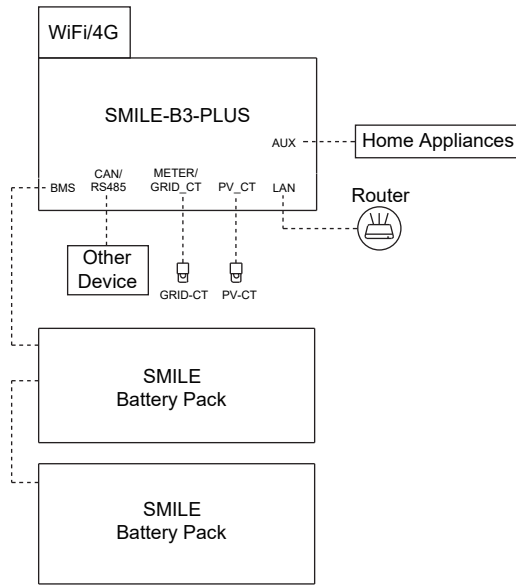 WiFi/4G
SMILE-B3-PLUS
AUX
Home Appliances
BMS
CAN/
RS485
METER/
GRID_CT
PV_CT
LAN
Router
Other
Device
GRID-CT
PV-CT
SMILE
Battery Pack
SMILE
Battery Pack